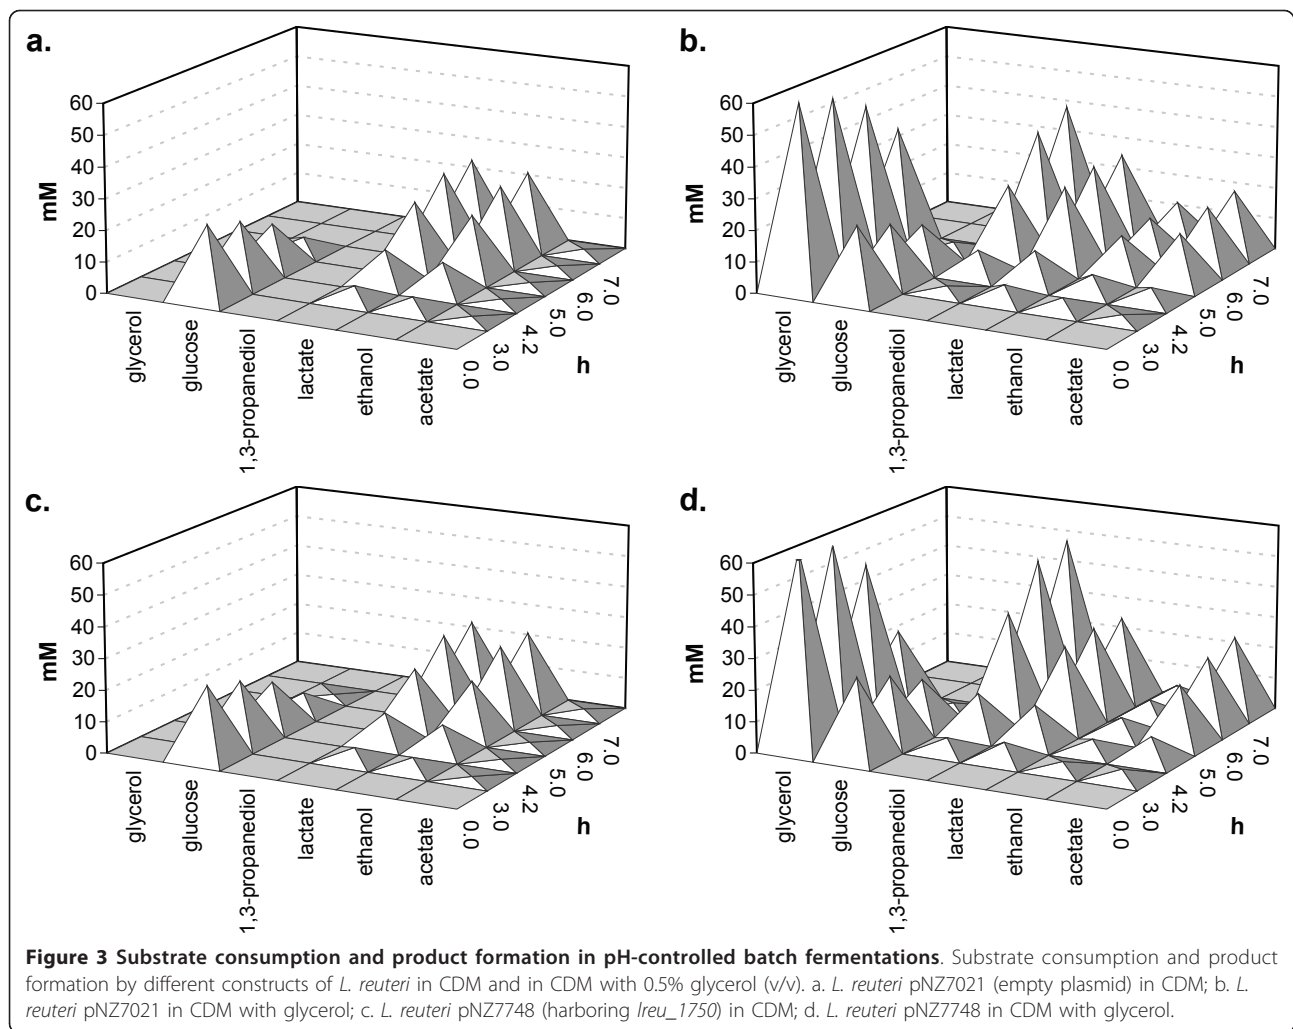 a.
60
50
40
30
20
10
0
mM
glycerol
glucose
1,3-propanediol
lactate
ethanol
acetate
0.0
3.0
4.2
5.0
6.0
7.0
h
b.
60
50
40
30
20
10
0
mM
glycerol
glucose
1,3-propanediol
lactate
ethanol
acetate
0.0
3.0
4.2
5.0
6.0
7.0
h
c.
60
50
40
30
20
10
0
mM
glycerol
glucose
1,3-propanediol
lactate
ethanol
acetate
0.0
3.0
4.2
5.0
6.0
7.0
h
d.
60
50
40
30
20
10
0
mM
glycerol
glucose
1,3-propanediol
lactate
ethanol
acetate
0.0
3.0
4.2
5.0
6.0
7.0
h
Figure 3 Substrate consumption and product formation in pH-controlled batch fermentations. Substrate consumption and product
formation by different constructs of L. reuteri in CDM and in CDM with 0.5% glycerol (v/v). a. L. reuteri pNZ7021 (empty plasmid) in CDM; b. L.
reuteri pNZ7021 in CDM with glycerol; c. L. reuteri pNZ7748 (harboring lreu_1750) in CDM; d. L. reuteri pNZ7748 in CDM with glycerol.